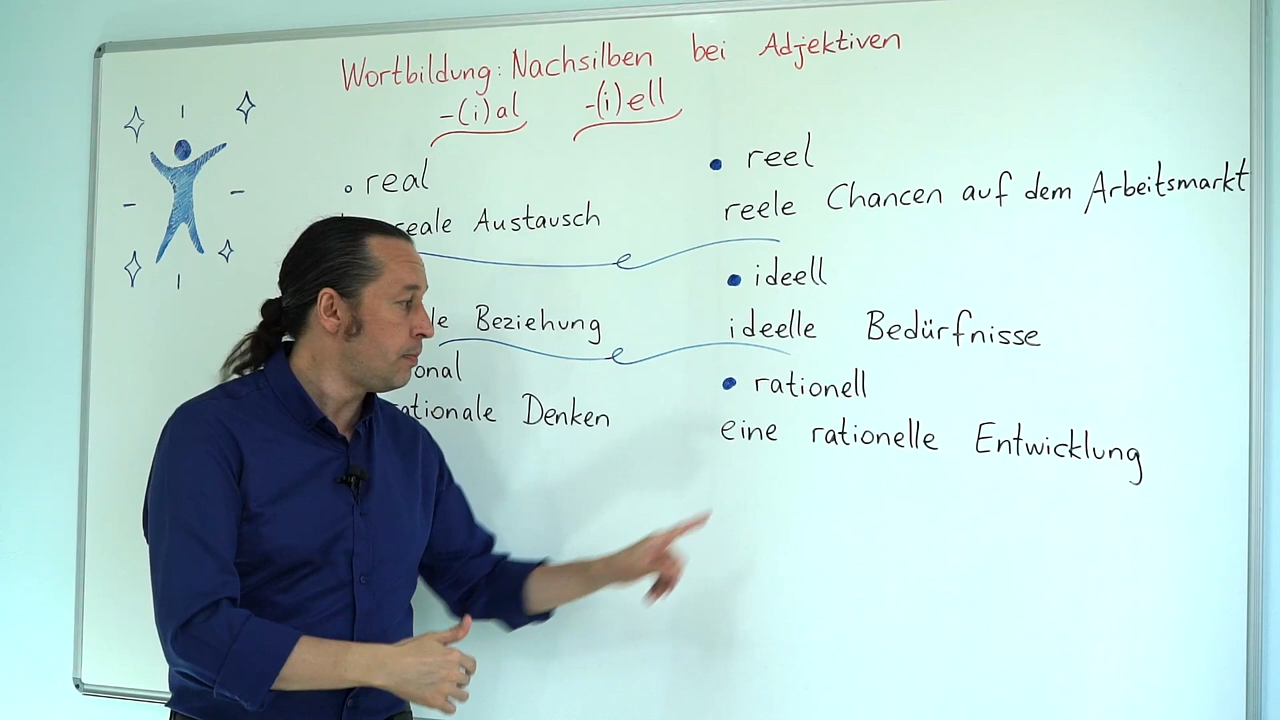 Wortbildung: Nachsilben bei Adjektiven
-(i)al -(i)ell
real
reale Austausch
Beziehung
Denken
reel
reele Chancen auf dem Arbeitsmarkt
ideell
ideelle Bedürfnisse
rationell
eine rationelle Entwicklung